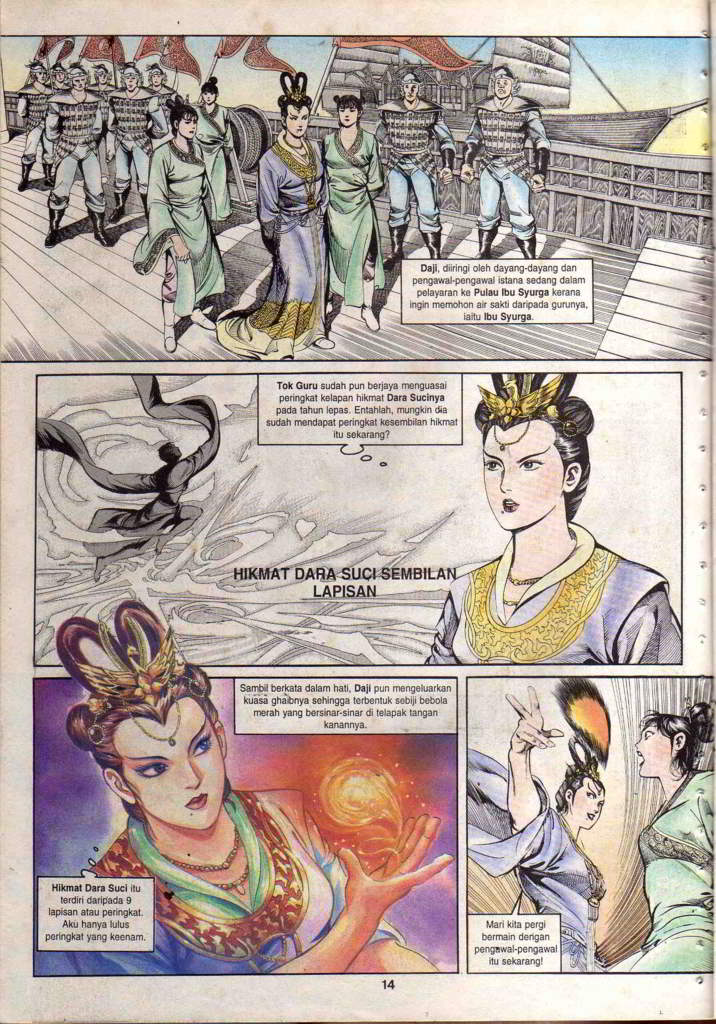 Daji, diiringi oleh dayang-dayang dan
pengawal-pengawal istana sedang dalam
pelayaran ke Pulau Ibu Syurga kerana
ingin memohon air sakti daripada gurunya,
iaitu Ibu Syurga.
Tok Guru sudah pun berjaya menguasai
peringkat kelapan hikmat Dara Sucinya
pada tahun lepas. Entahlah, mungkin dia
sudah mendapat peringkat kesembilan hikmat
itu sekarang?
HIKMAT DARA SUCI SEMBILAN
LAPISAN
Sambil berkata dalam hati, Daji pun mengeluarkan
kuasa ghaibnya sehingga terbentuk sebiji bebola
merah yang bersinar-sinar di telapak tangan
kanannya.
Hikmat Dara Suci itu
terdiri daripada 9
lapisan atau peringkat.
Aku hanya lulus
peringkat yang keenam.
Mari kita pergi
bermain dengan
pengawal-pengawal
itu sekarang!
14